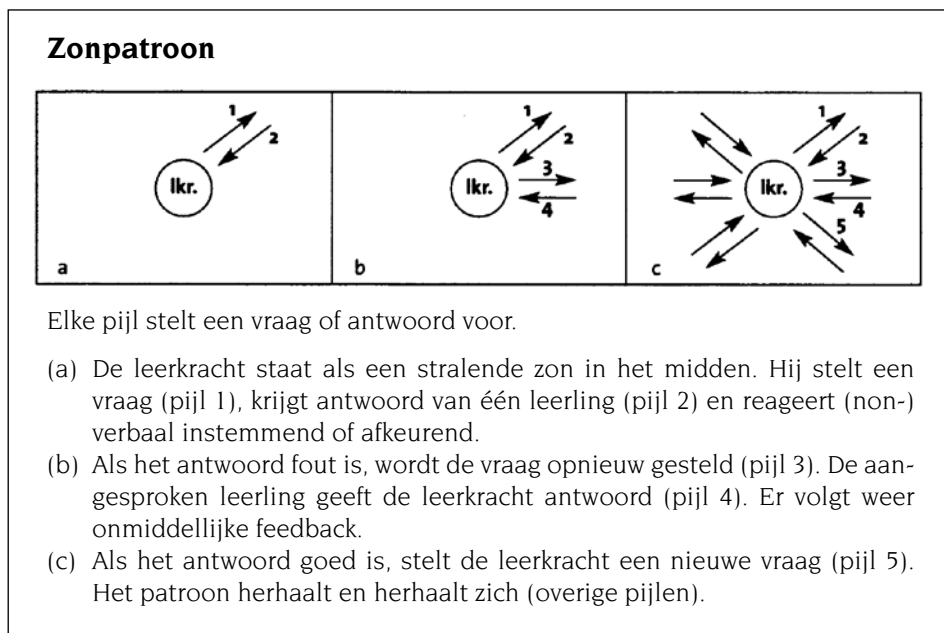 Zonpatroon
1
2
lkr.
a
1
2
3
4
lkr.
b
1
2
3
4
5
lkr.
c
Elke pijl stelt een vraag of antwoord voor.
(a) De leerkracht staat als een stralende zon in het midden. Hij stelt een
vraag (pijl 1), krijgt antwoord van één leerling (pijl 2) en reageert (non-)
verbaal instemmend of afkeurend.
(b) Als het antwoord fout is, wordt de vraag opnieuw gesteld (pijl 3). De aan-
gesproken leerling geeft de leerkracht antwoord (pijl 4). Er volgt weer
onmiddellijke feedback.
(c) Als het antwoord goed is, stelt de leerkracht een nieuwe vraag (pijl 5).
Het patroon herhaalt en herhaalt zich (overige pijlen).